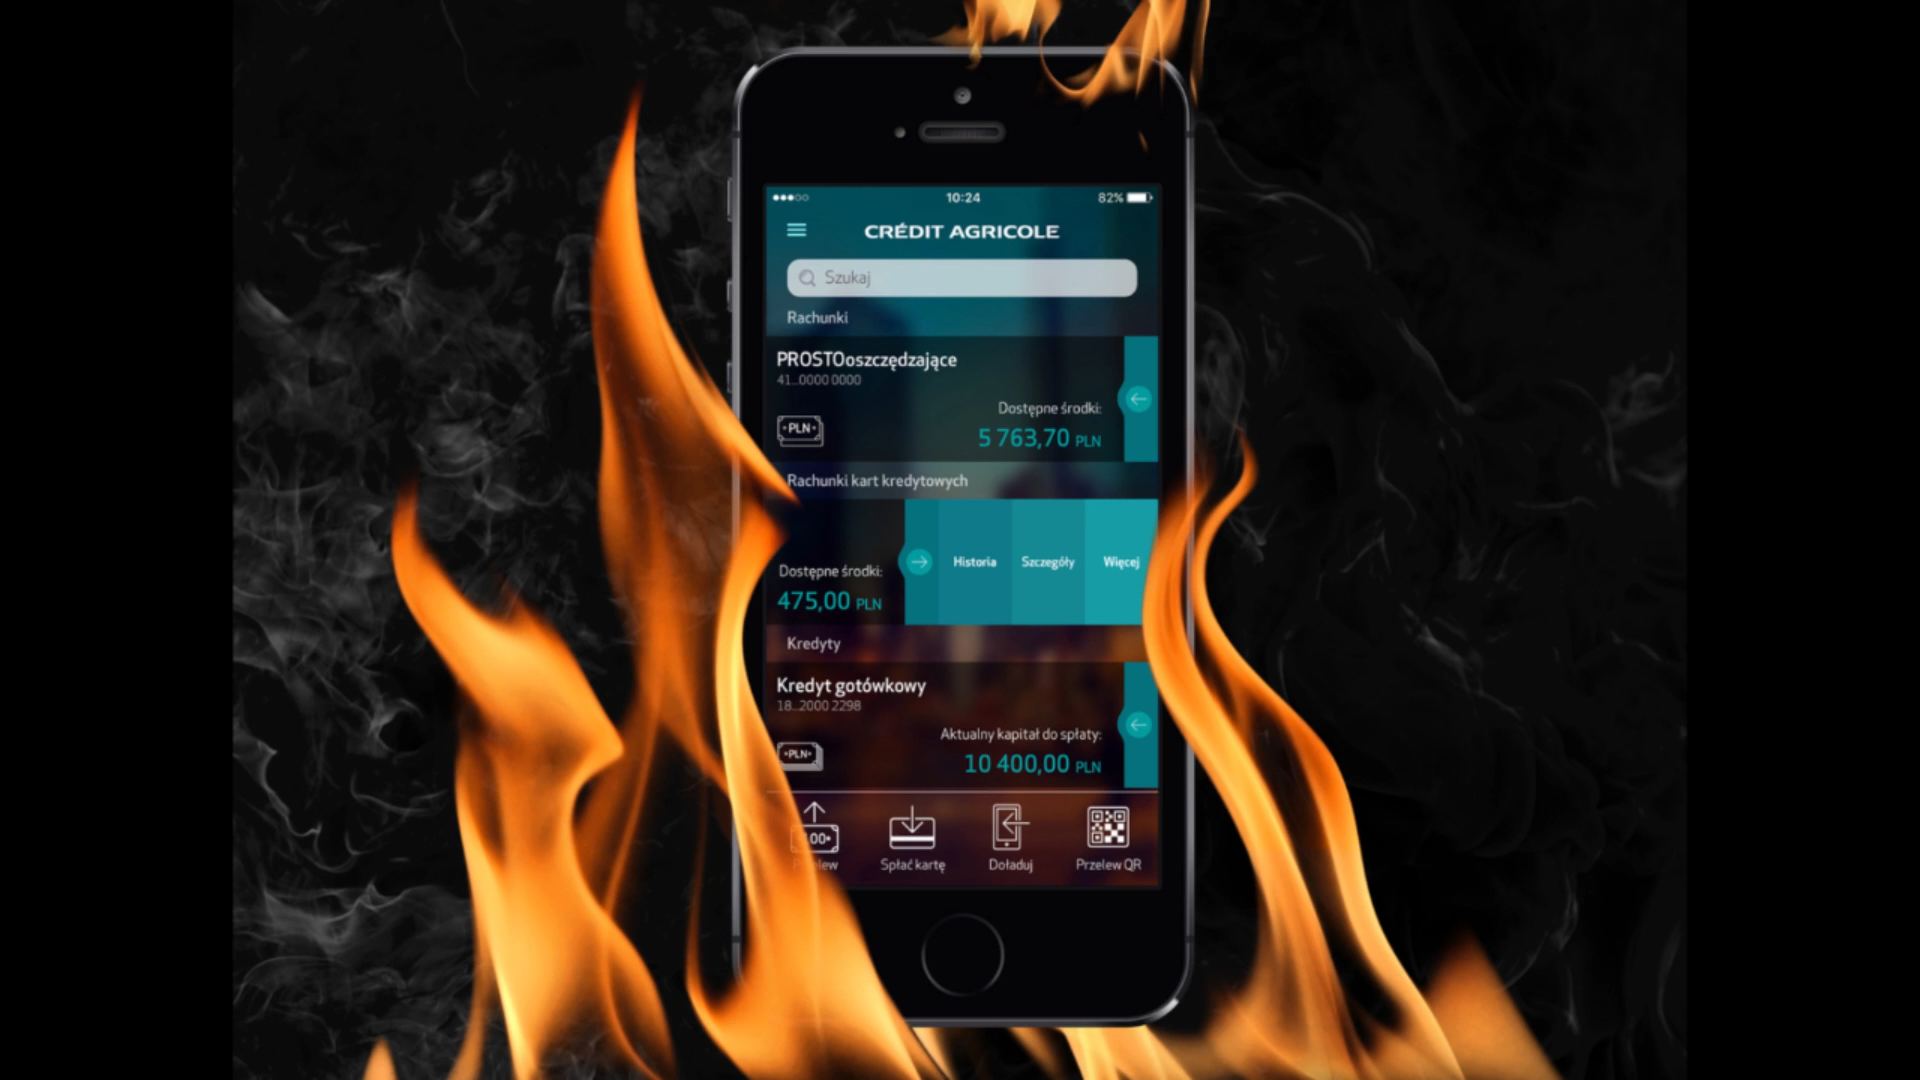 10:24
82%
CRÉDIT AGRICOLE
Szukaj
Rachunki
PROSTOoszczędzające
41...0000 0000
PLN
Dostępne środki:
5 763,70 PLN
Rachunki kart kredytowych
Historia
Szczegóły
Więcej
Dostępne środki:
475,00 PLN
Kredyty
Kredyt gotówkowy
18...2000 2298
PLN
Aktualny kapitał do spłaty:
10 400,00 PLN
Spłać kartę
Doładuj
Przelew QR